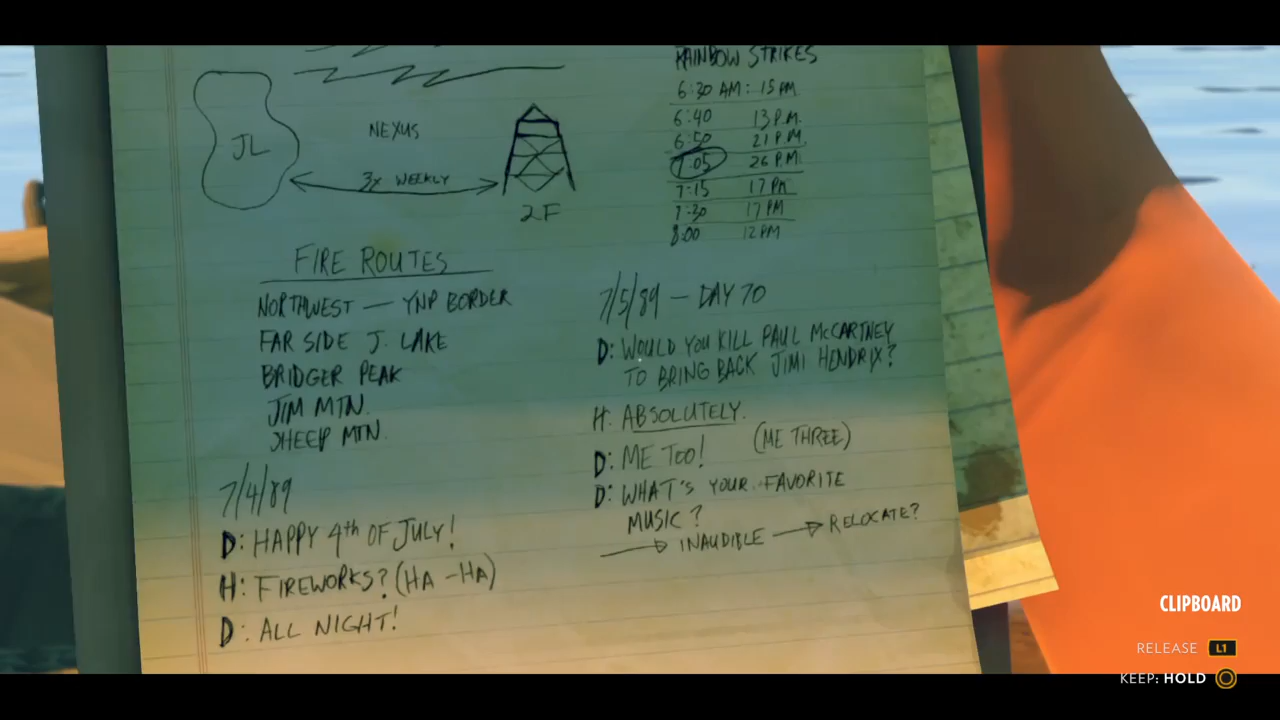 JL
NEXUS
3x WEEKLY
2F
FIRE ROUTES
NORTHWEST — YNP BORDER
FAR SIDE J. LAKE
BRIDGER PEAK
JIM MTN.
SHEEP MTN.
7/4/89
D: HAPPY 4th OF JULY!
H: FIREWORKS? (HA-HA)
D: ALL NIGHT!
RAINBOW STRIKES
6:30 AM: 15 PM
6:40 13 P.M.
6:50 21 P.M.
7:05 26 P.M.
7:15 17 PM
7:30 17 PM
8:00 12 PM
7/5/89 — DAY 70
D: WOULD YOU KILL PAUL McCARTNEY
TO BRING BACK JIMI HENDRIX?
H: ABSOLUTELY.
D: ME TOO! (ME THREE)
D: WHAT'S YOUR FAVORITE
MUSIC?
→ INAUDIBLE → RELOCATE?
CLIPBOARD
RELEASE L1
KEEP: HOLD